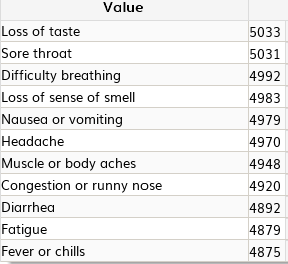 Value
Loss of taste 5033
Sore throat 5031
Difficulty breathing 4992
Loss of sense of smell 4983
Nausea or vomiting 4979
Headache 4970
Muscle or body aches 4948
Congestion or runny nose 4920
Diarrhea 4892
Fatigue 4879
Fever or chills 4875